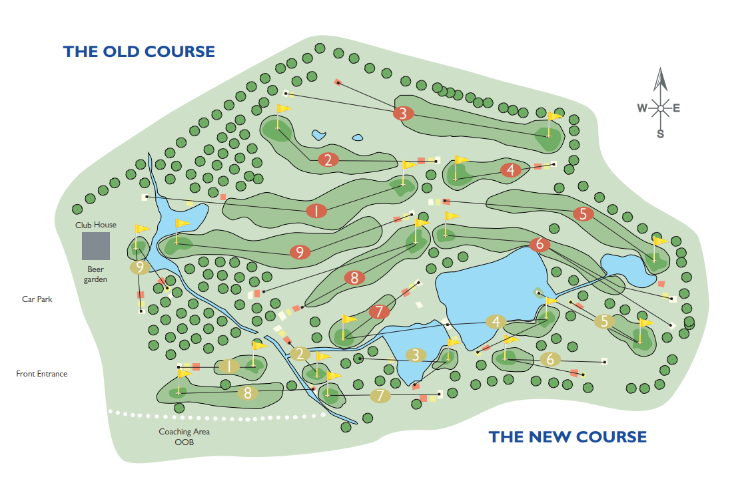 THE OLD COURSE
3
W E
S
2
4
1
5
Club House
9
6
9
Beer
garden
8
Car Park
7
4
5
2
3
6
1
Front Entrance
8
7
Coaching Area
OOB
THE NEW COURSE